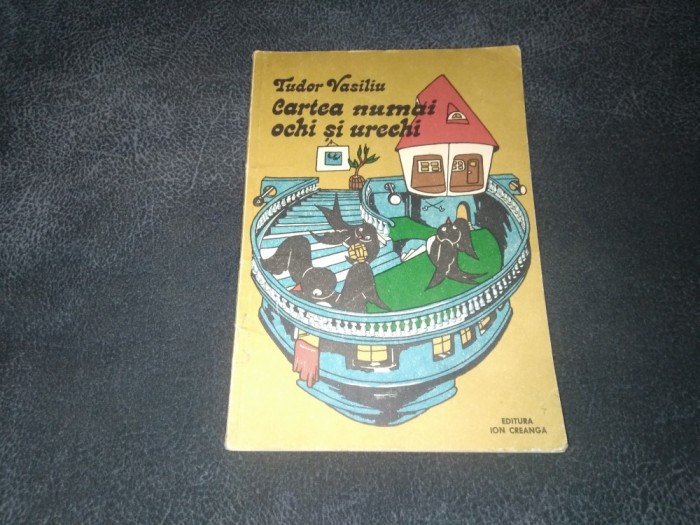 Tudor Vasiliu
Cartea numai
ochi și urechi
EDITURA
ION CREANGA